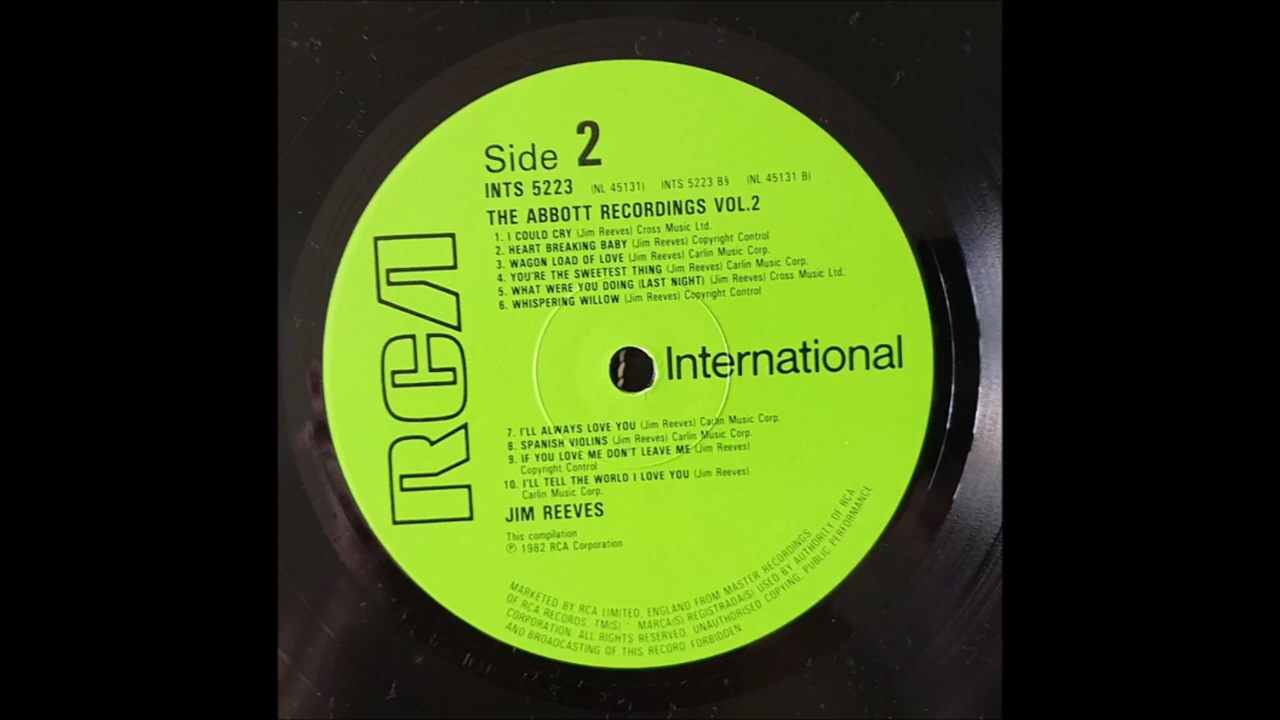 Side 2
INTS 5223 (NL 45131) INTS 5223 B§ (NL 45131 B)
THE ABBOTT RECORDINGS VOL.2
1. I COULD CRY (Jim Reeves) Cross Music Ltd.
2. HEART BREAKING BABY (Jim Reeves) Copyright Control
3. WAGON LOAD OF LOVE (Jim Reeves) Carlin Music Corp.
4. YOU'RE THE SWEETEST THING (Jim Reeves) Carlin Music Corp.
5. WHAT WERE YOU DOING (LAST NIGHT) (Jim Reeves) Cross Music Ltd.
6. WHISPERING WILLOW (Jim Reeves) Copyright Control
RCA
International
7. I'LL ALWAYS LOVE YOU (Jim Reeves) Carlin Music Corp.
8. SPANISH VIOLINS (Jim Reeves) Carlin Music Corp.
9. IF YOU LOVE ME DON'T LEAVE ME (Jim Reeves)
Copyright Control
10. I'LL TELL THE WORLD I LOVE YOU (Jim Reeves)
Carlin Music Corp.
JIM REEVES
This compilation
℗ 1982 RCA Corporation
MARKETED BY RCA LIMITED, ENGLAND FROM MASTER RECORDINGS
OF RCA RECORDS. TM(S) ® MARCA(S) REGISTRADA(S) USED BY AUTHORITY OF RCA
CORPORATION. ALL RIGHTS RESERVED. UNAUTHORISED COPYING, PUBLIC PERFORMANCE
AND BROADCASTING OF THIS RECORD FORBIDDEN